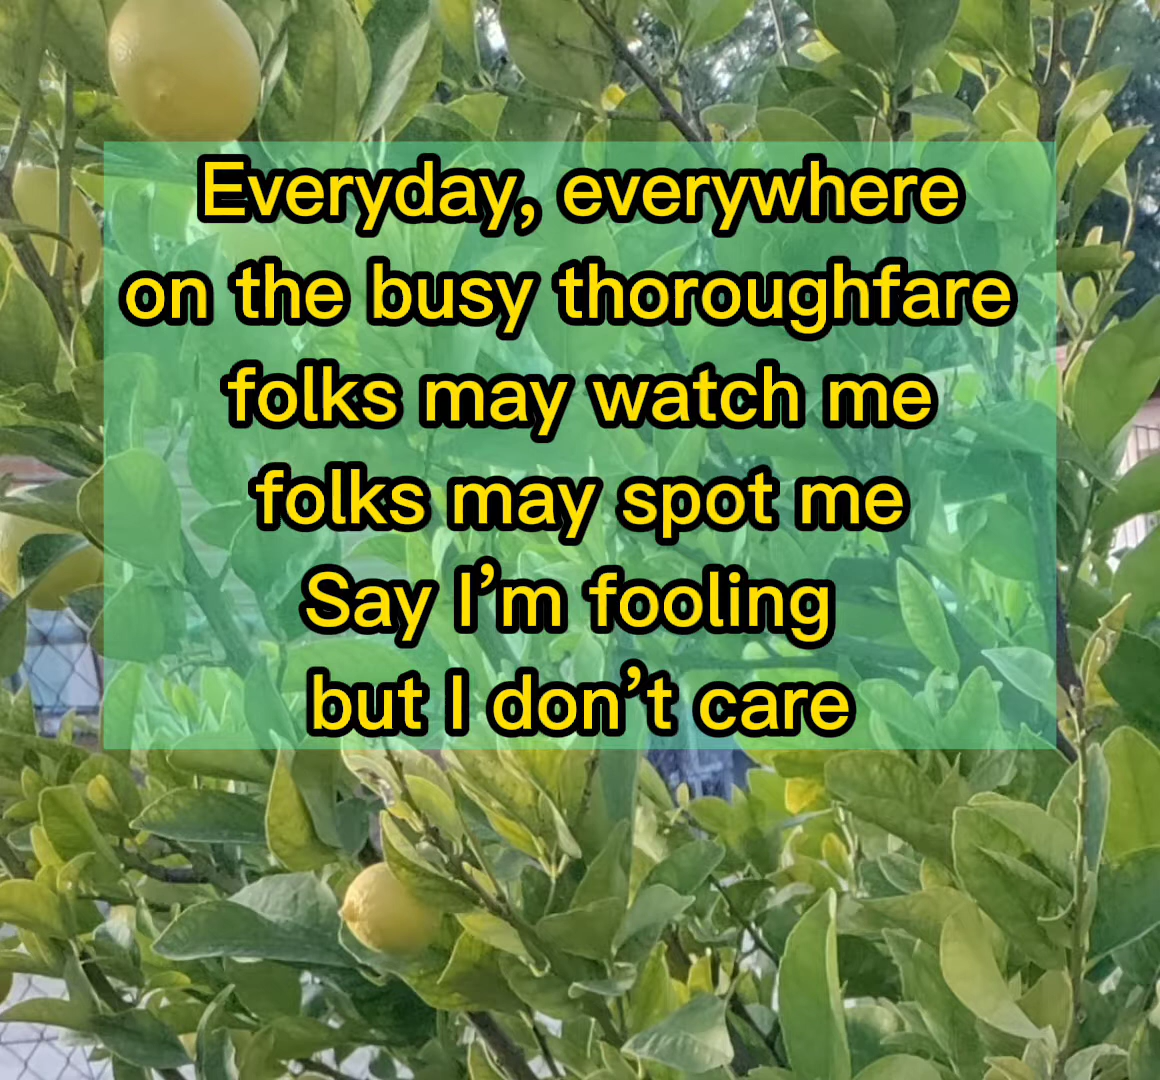 Everyday, everywhere
on the busy thoroughfare
folks may watch me
folks may spot me
Say I’m fooling
but I don’t care